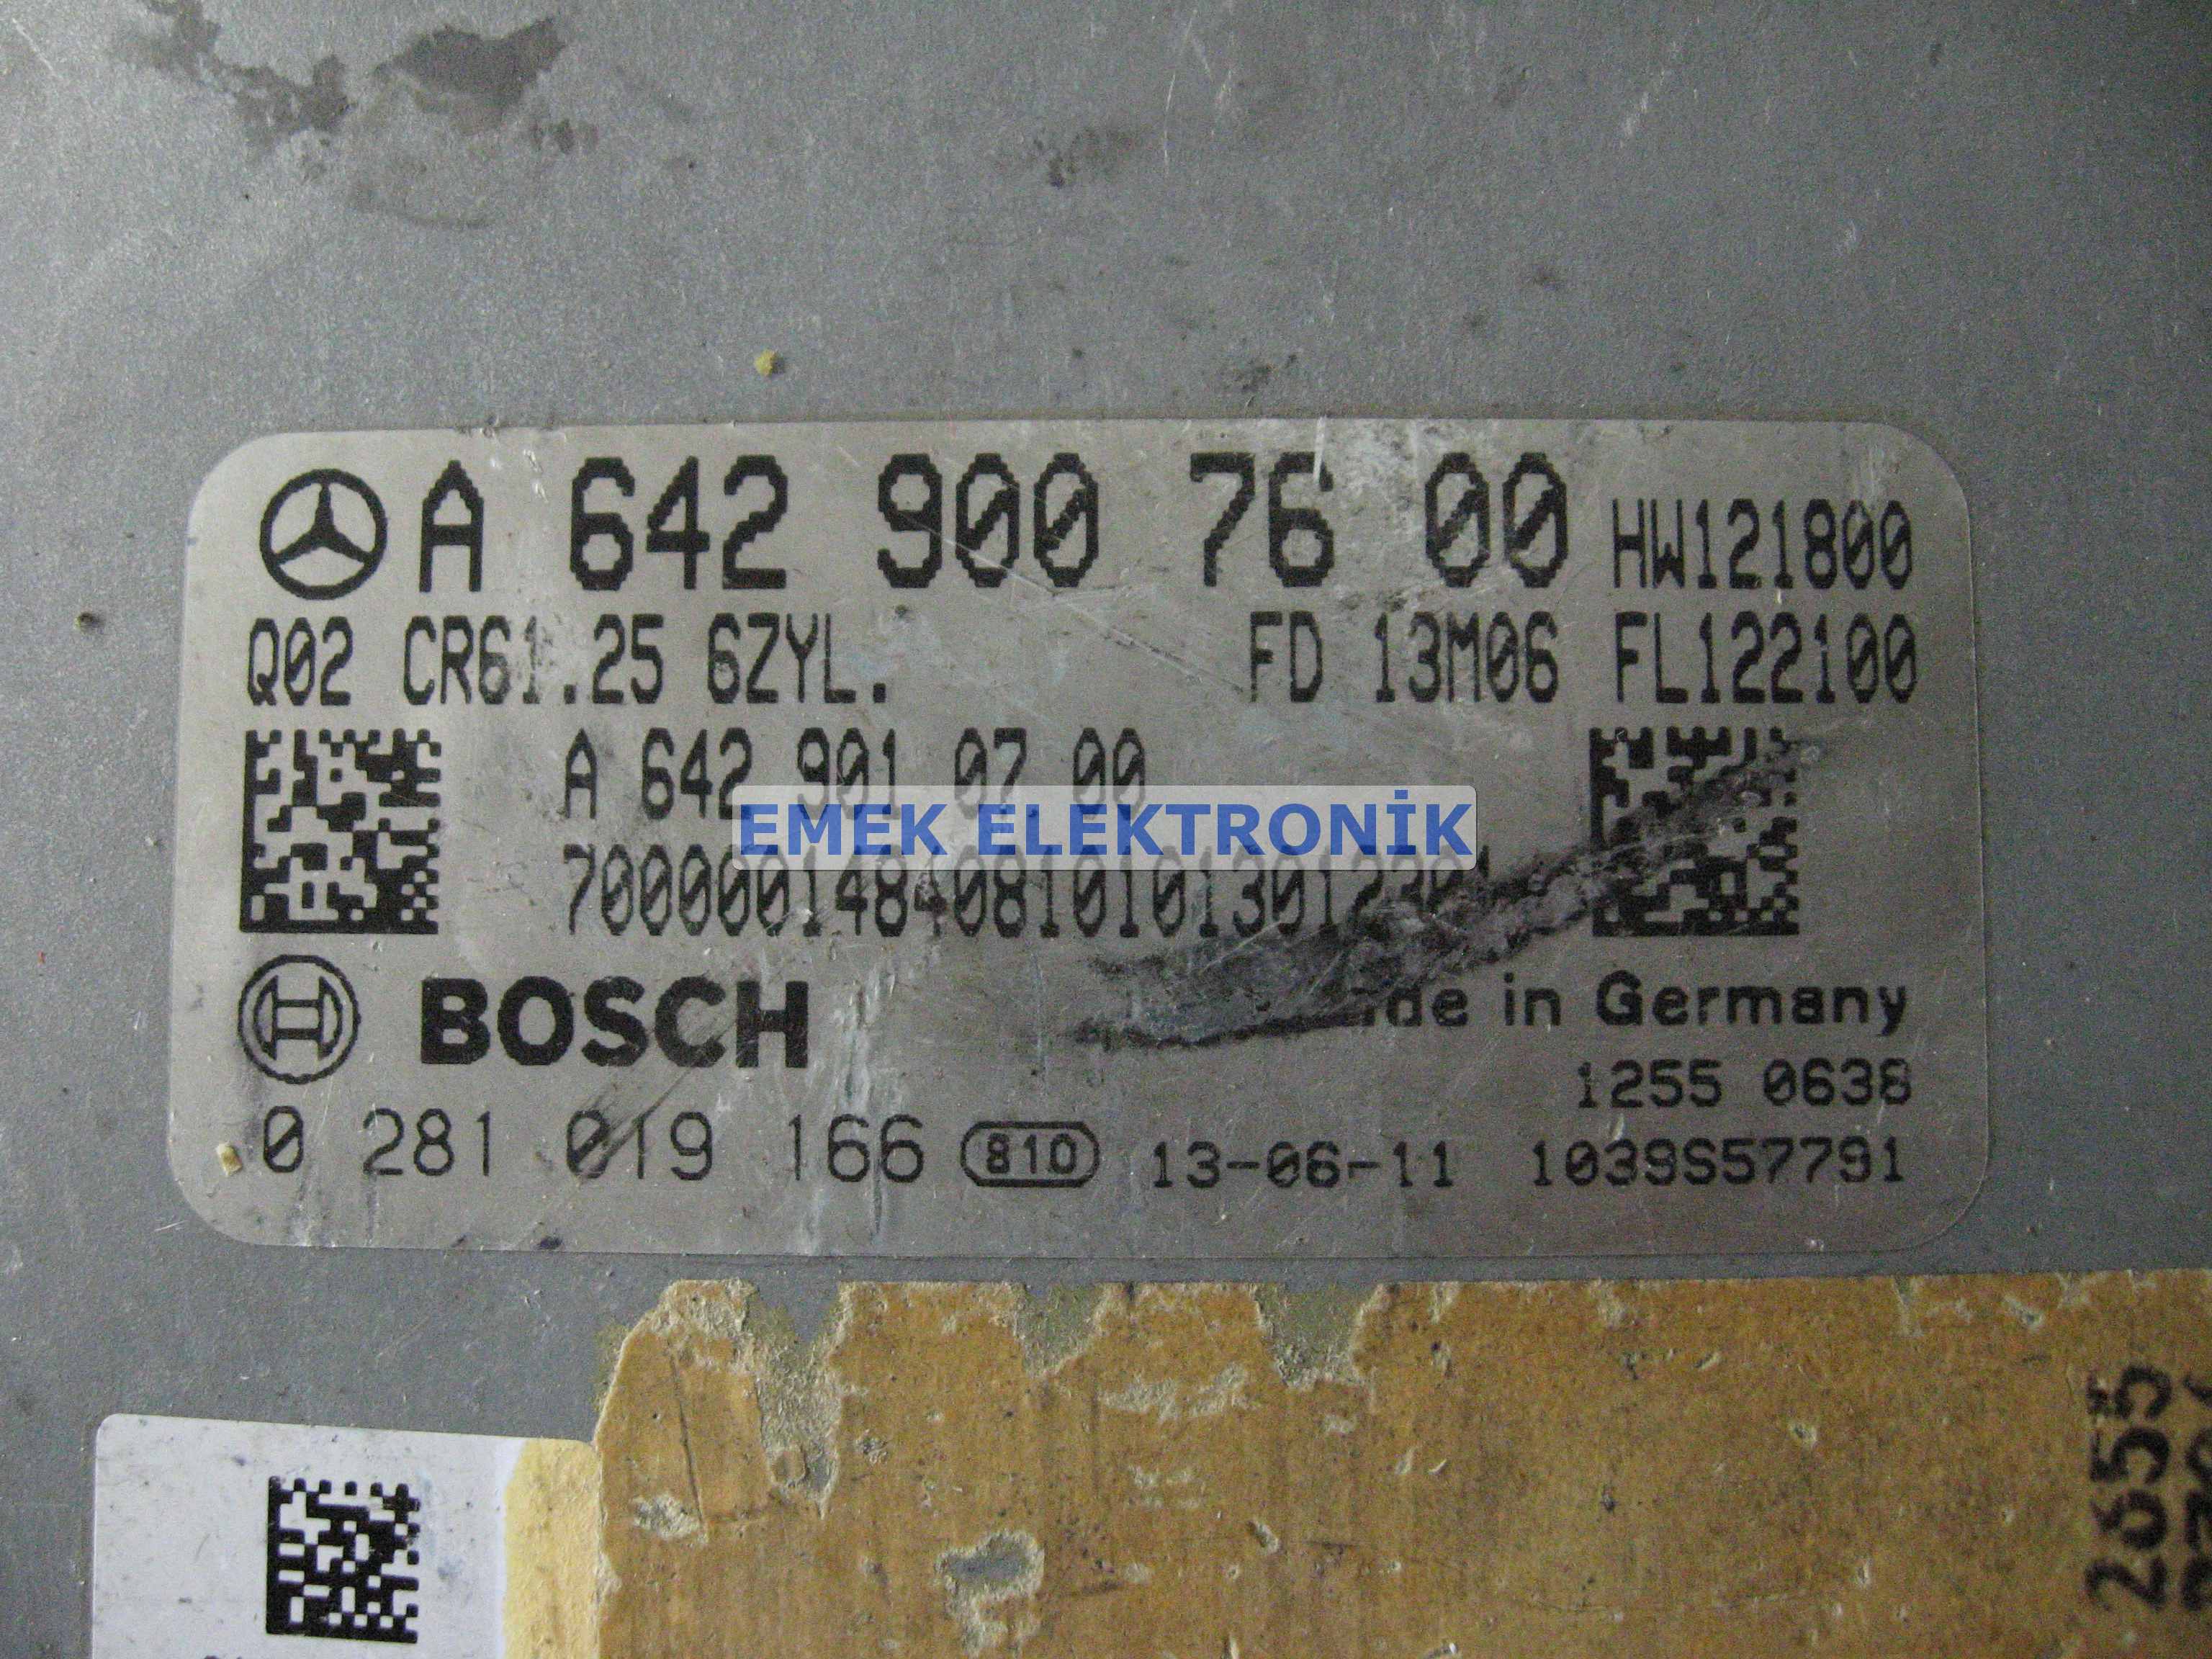 A 642 900 76 00 HW121800
Q02 CR61.25 6ZYL. FD 13M06 FL122100
A 642 901 07 00
EMEK ELEKTRONİK
BOSCH
in Germany
1255 0638
0 281 019 166 810 13-06-11 1039S57791
2655